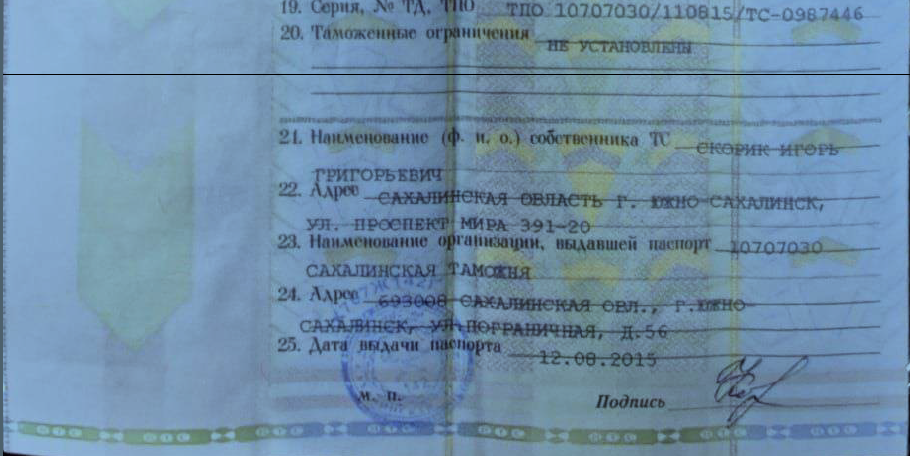 19. Серия, № ТД, ТПО ТПО 10707030/110815/ТС-0987446
20. Таможенные ограничения НЕ УСТАНОВЛЕНЫ
21. Наименование (ф. и. о.) собственника ТС СКОРИК ИГОРЬ
ГРИГОРЬЕВИЧ
22. Адрес САХАЛИНСКАЯ ОБЛАСТЬ Г. ЮЖНО САХАЛИНСК,
УЛ. ПРОСПЕКТ МИРА 391-20
23. Наименование организации, выдавшей паспорт 10707030
САХАЛИНСКАЯ ТАМОЖНЯ
24. Адрес 693008 САХАЛИНСКАЯ ОБЛ., Г.ЮЖНО-
САХАЛИНСК, УЛ ПОГРАНИЧНАЯ, Д.56
25. Дата выдачи паспорта 12.08.2015
М. П. Подпись